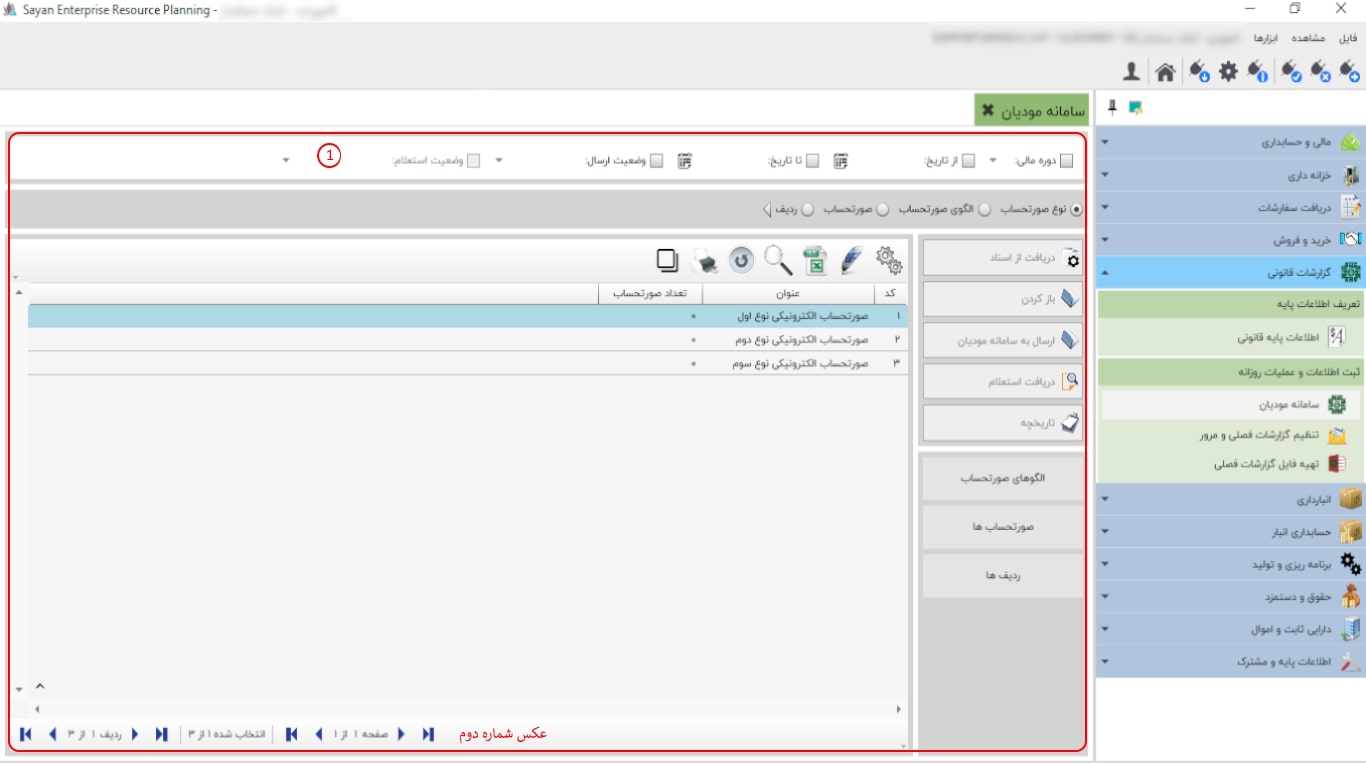 Sayan Enterprise Resource Planning -
فایل مشاهده ابزارها
سامانه مودیان
دوره مالی: از تاریخ: تا تاریخ: وضعیت ارسال: وضعیت استعلام:
1
نوع صورتحساب الگوی صورتحساب صورتحساب ردیف
دریافت از اسناد
باز کردن
ارسال به سامانه مودیان
دریافت استعلام
تاریخچه
الگوهای صورتحساب
صورتحساب ها
ردیف ها
کد عنوان تعداد صورتحساب
۱ صورتحساب الکترونیکی نوع اول ۰
۲ صورتحساب الکترونیکی نوع دوم ۰
۳ صورتحساب الکترونیکی نوع سوم ۰
عکس شماره دوم
صفحه ۱ از ۱
انتخاب شده ۱ از ۳
ردیف ۱ از ۳
مالی و حسابداری
خزانه داری
دریافت سفارشات
خرید و فروش
گزارشات قانونی
تعریف اطلاعات پایه
اطلاعات پایه قانونی
ثبت اطلاعات و عملیات روزانه
سامانه مودیان
تنظیم گزارشات فصلی و مرور
تهیه فایل گزارشات فصلی
انبارداری
حسابداری انبار
برنامه ریزی و تولید
حقوق و دستمزد
دارایی ثابت و اموال
اطلاعات پایه و مشترک